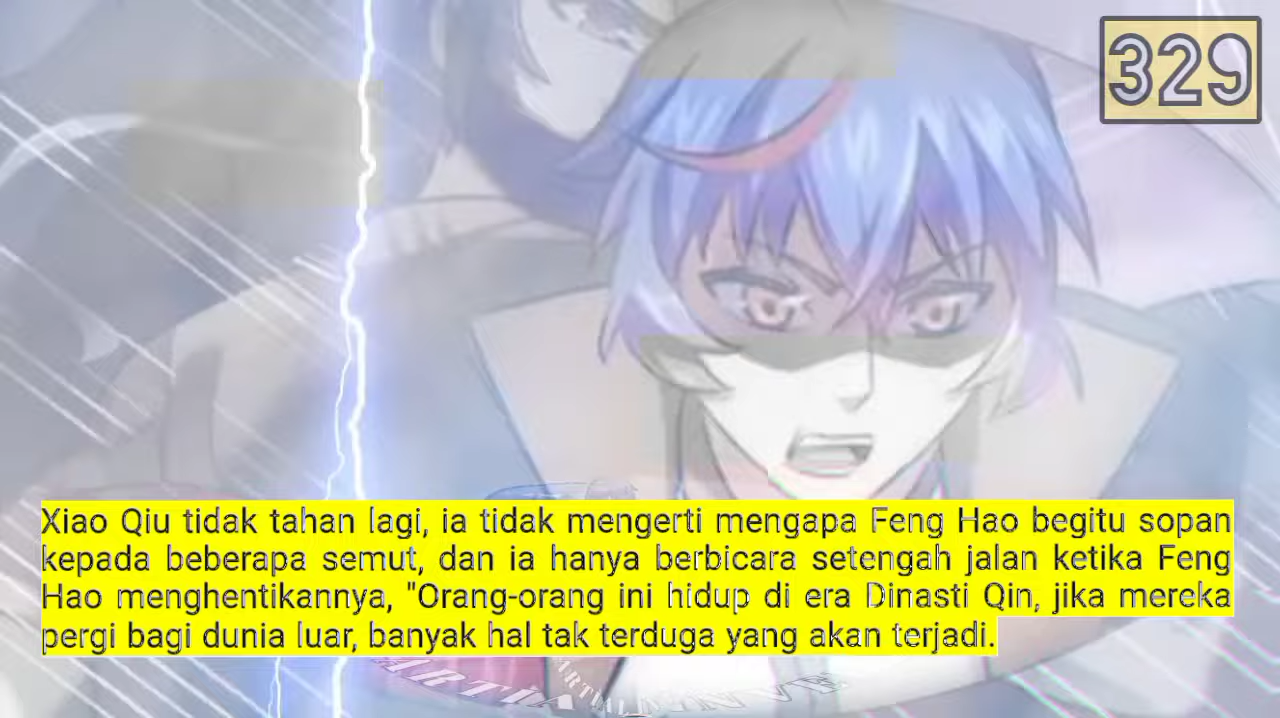 329
Xiao Qiu tidak tahan lagi, ia tidak mengerti mengapa Feng Hao begitu sopan
kepada beberapa semut, dan ia hanya berbicara setengah jalan ketika Feng
Hao menghentikannya, "Orang-orang ini hidup di era Dinasti Qin, jika mereka
pergi bagi dunia luar, banyak hal tak terduga yang akan terjadi.